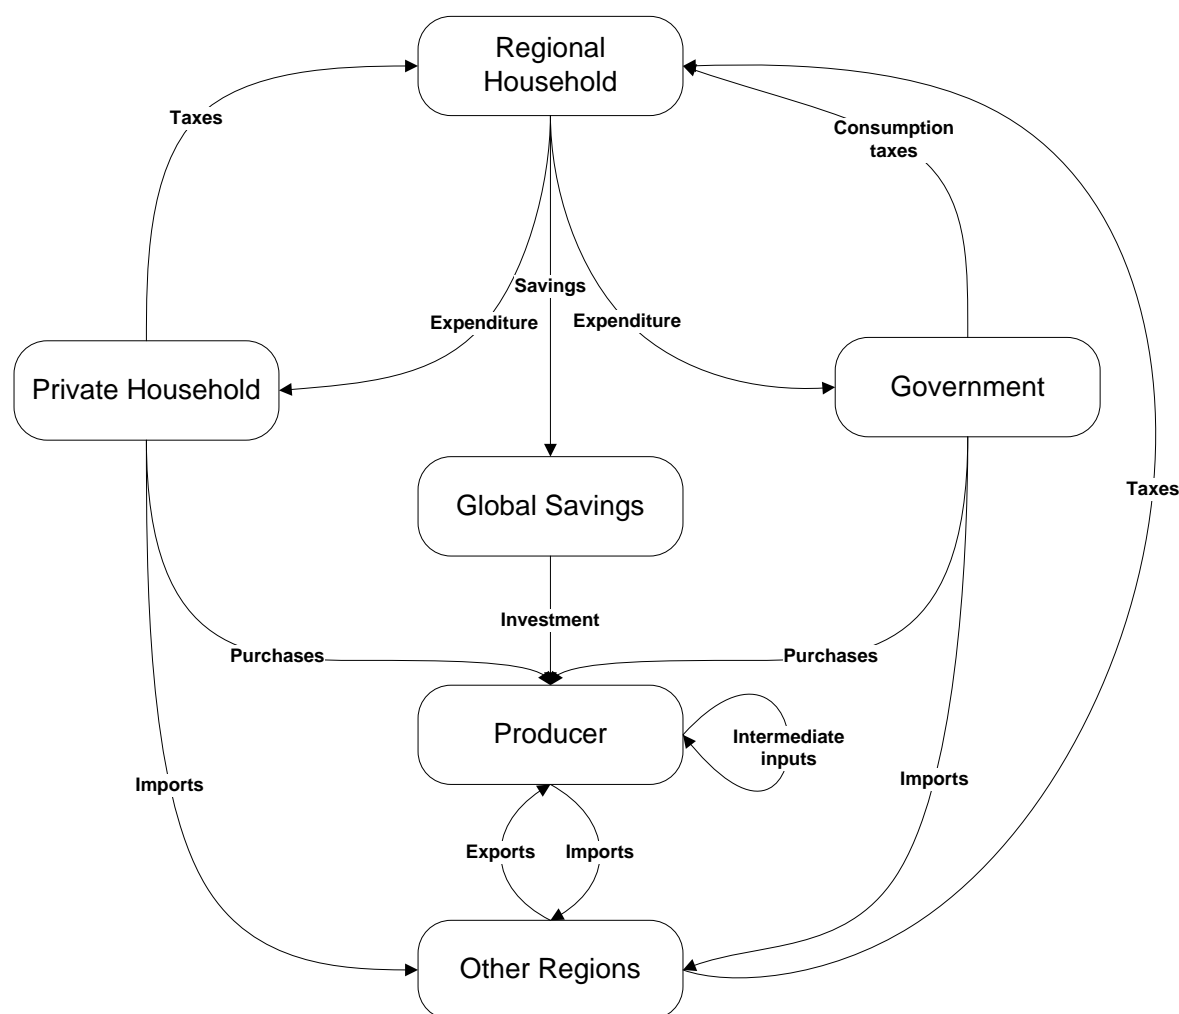 Regional
Household
Taxes
Consumption
taxes
Savings
Expenditure
Expenditure
Private Household
Government
Global Savings
Taxes
Investment
Purchases
Purchases
Producer
Intermediate
inputs
Imports
Imports
Exports
Imports
Other Regions